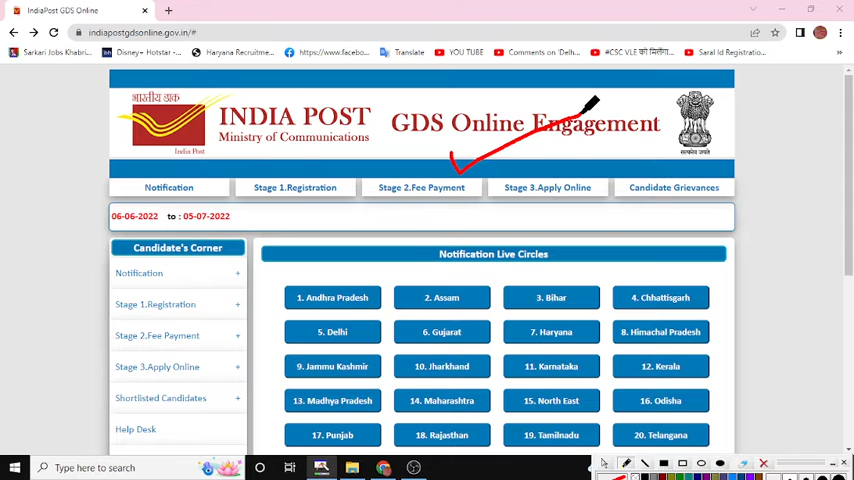 IndiaPost GDS Online
indiapostgdsonline.gov.in/#
Sarkari Jobs Khabri...
Disney+ Hotstar -...
Haryana Recruitme...
https://www.facebo...
Translate
YOU TUBE
Comments on 'Delh...
#CSC VLE को मिलेंगा...
Saral Id Registratio...
भारतीय डाक
India Post
INDIA POST
Ministry of Communications
GDS Online Engagement
सत्यमेव जयते
Notification
Stage 1.Registration
Stage 2.Fee Payment
Stage 3.Apply Online
Candidate Grievances
06-06-2022 to : 05-07-2022
Candidate's Corner
Notification +
Stage 1.Registration +
Stage 2.Fee Payment +
Stage 3.Apply Online +
Shortlisted Candidates +
Help Desk
Notification Live Circles
1. Andhra Pradesh
2. Assam
3. Bihar
4. Chhattisgarh
5. Delhi
6. Gujarat
7. Haryana
8. Himachal Pradesh
9. Jammu Kashmir
10. Jharkhand
11. Karnataka
12. Kerala
13. Madhya Pradesh
14. Maharashtra
15. North East
16. Odisha
17. Punjab
18. Rajasthan
19. Tamilnadu
20. Telangana
Type here to search